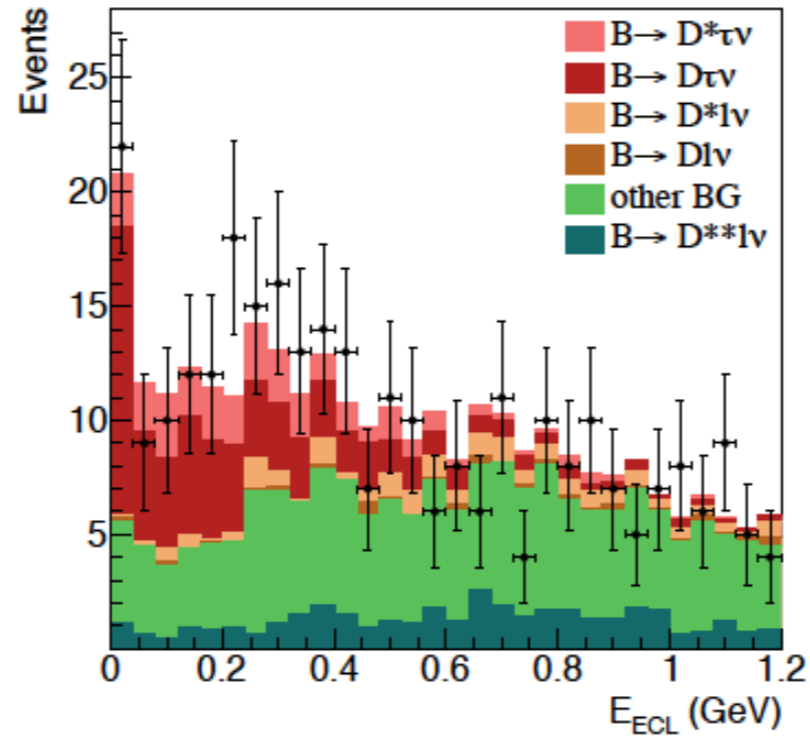 Events
25
20
15
10
5
0
0.2
0.4
0.6
0.8
1
1.2
E_ECL (GeV)
B→ D*τν
B→ Dτν
B→ D*lν
B→ Dlν
other BG
B→ D**lν